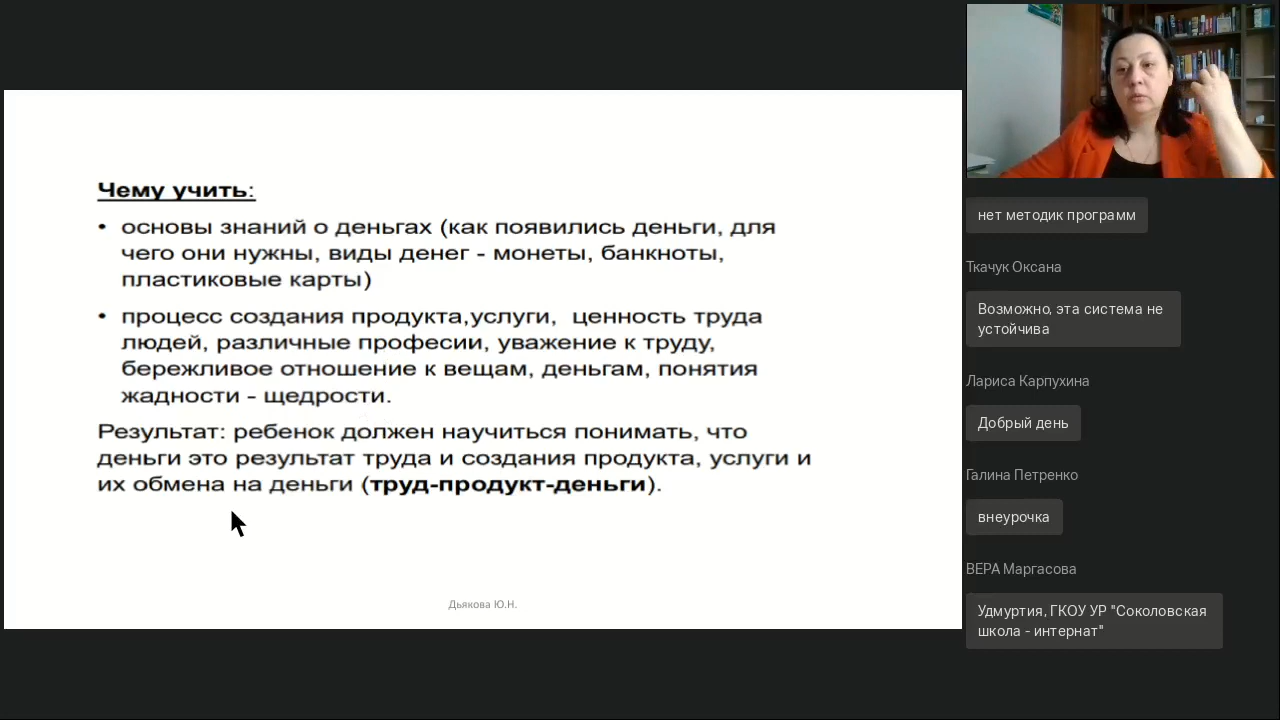 Чему учить:
• основы знаний о деньгах (как появились деньги, для
чего они нужны, виды денег - монеты, банкноты,
пластиковые карты)
• процесс создания продукта,услуги, ценность труда
людей, различные професии, уважение к труду,
бережливое отношение к вещам, деньгам, понятия
жадности - щедрости.
Результат: ребенок должен научиться понимать, что
деньги это результат труда и создания продукта, услуги и
их обмена на деньги (труд-продукт-деньги).
Дьякова Ю.Н.
нет методик программ
Ткачук Оксана
Возможно, эта система не
устойчива
Лариса Карпухина
Добрый день
Галина Петренко
внеурочка
ВЕРА Маргасова
Удмуртия, ГКОУ УР "Соколовская
школа - интернат"